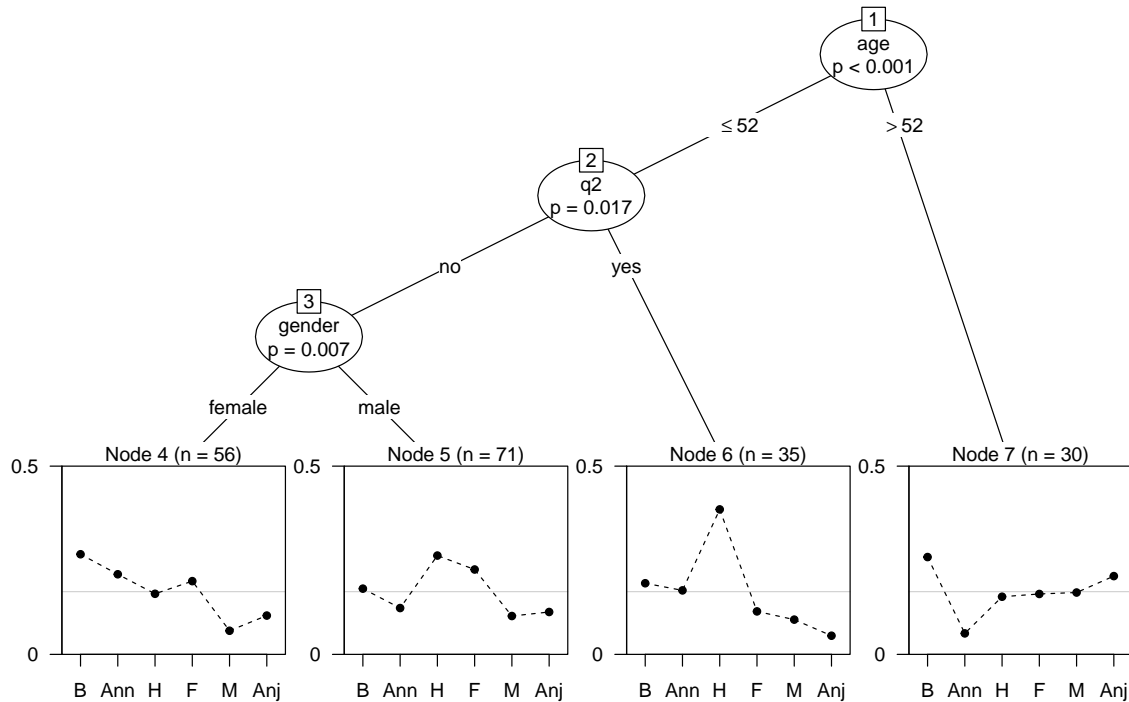 1
age
p < 0.001
≤ 52
> 52
2
q2
p = 0.017
no
yes
3
gender
p = 0.007
female
male
Node 4 (n = 56)
Node 5 (n = 71)
Node 6 (n = 35)
Node 7 (n = 30)
0.5
0
B Ann H F M Anj
0.5
0
B Ann H F M Anj
0.5
0
B Ann H F M Anj
0.5
0
B Ann H F M Anj